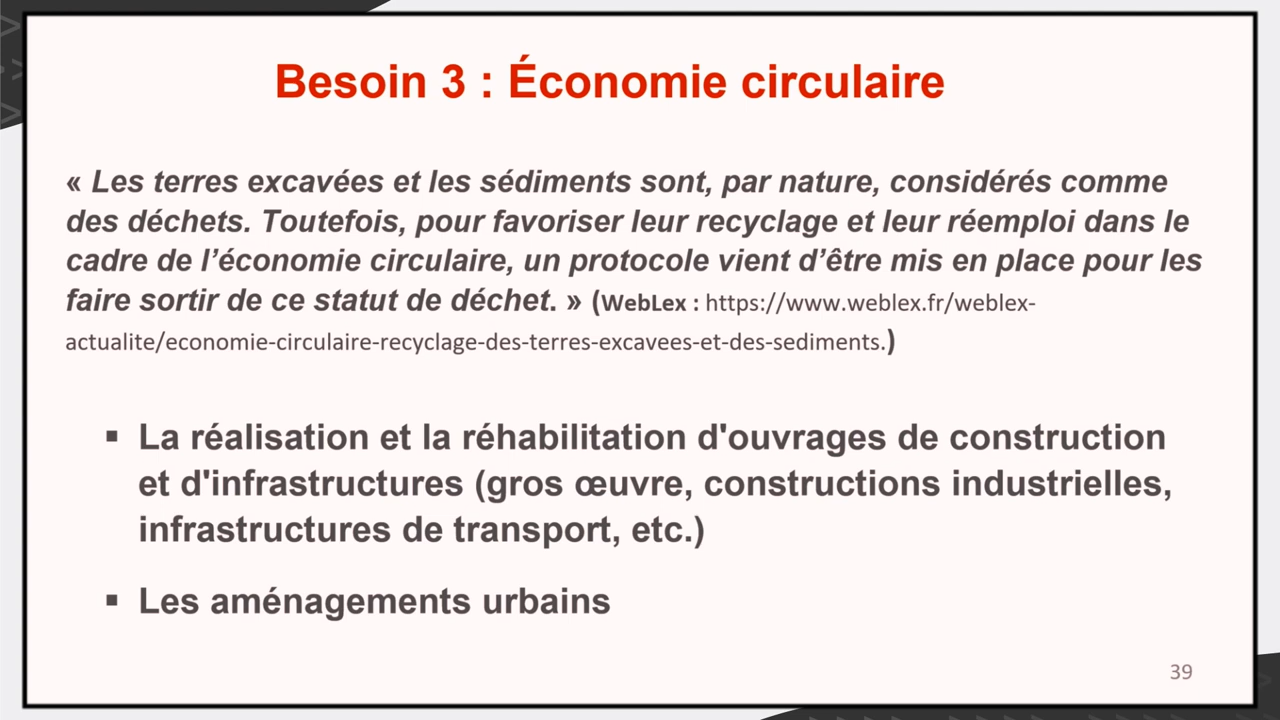 Besoin 3 : Économie circulaire
« Les terres excavées et les sédiments sont, par nature, considérés comme
des déchets. Toutefois, pour favoriser leur recyclage et leur réemploi dans le
cadre de l’économie circulaire, un protocole vient d’être mis en place pour les
faire sortir de ce statut de déchet. » (WebLex : https://www.weblex.fr/weblex-
actualite/economie-circulaire-recyclage-des-terres-excavees-et-des-sediments.)
▪ La réalisation et la réhabilitation d'ouvrages de construction
et d'infrastructures (gros œuvre, constructions industrielles,
infrastructures de transport, etc.)
▪ Les aménagements urbains
39